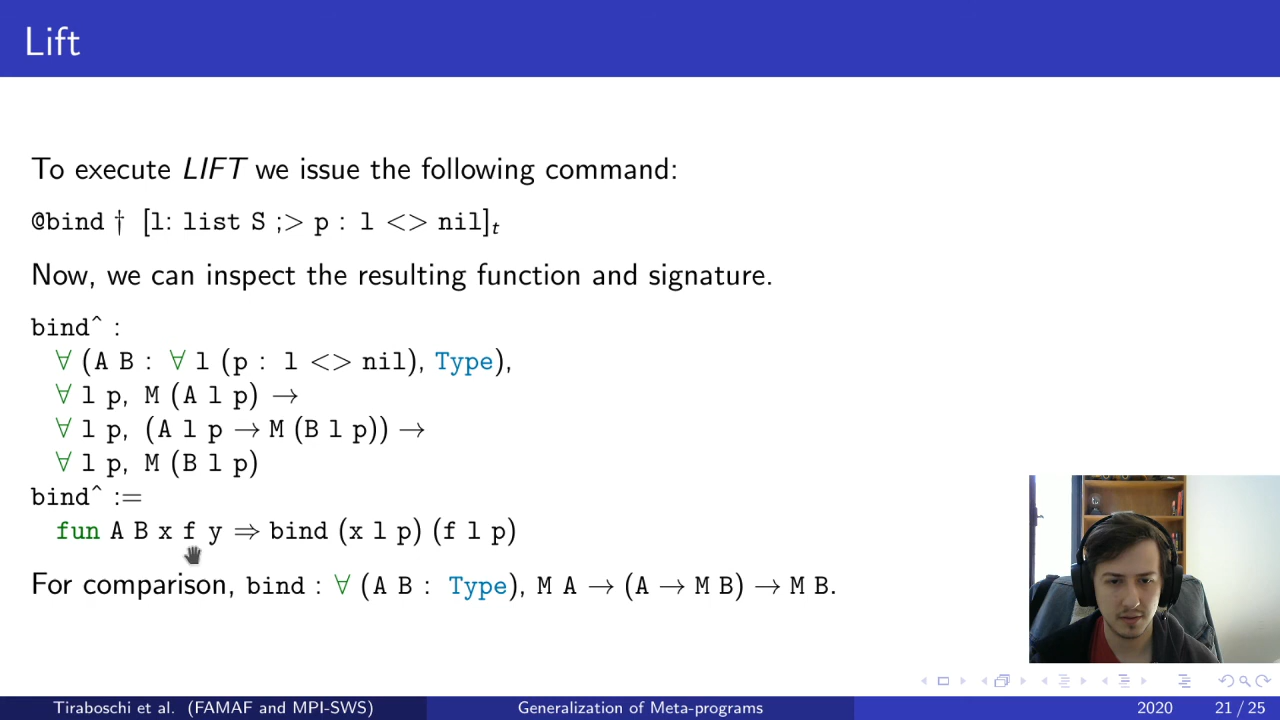 Lift
To execute LIFT we issue the following command:
@bind † [l: list S ;> p : l <> nil]ₜ
Now, we can inspect the resulting function and signature.
bind^ :
∀ (A B : ∀ l (p : l <> nil), Type),
∀ l p, M (A l p) →
∀ l p, (A l p → M (B l p)) →
∀ l p, M (B l p)
bind^ :=
fun A B x f y ⇒ bind (x l p) (f l p)
For comparison, bind : ∀ (A B : Type), M A → (A → M B) → M B.
Tiraboschi et al. (FAMAF and MPI-SWS) Generalization of Meta-programs 2020 21 / 25